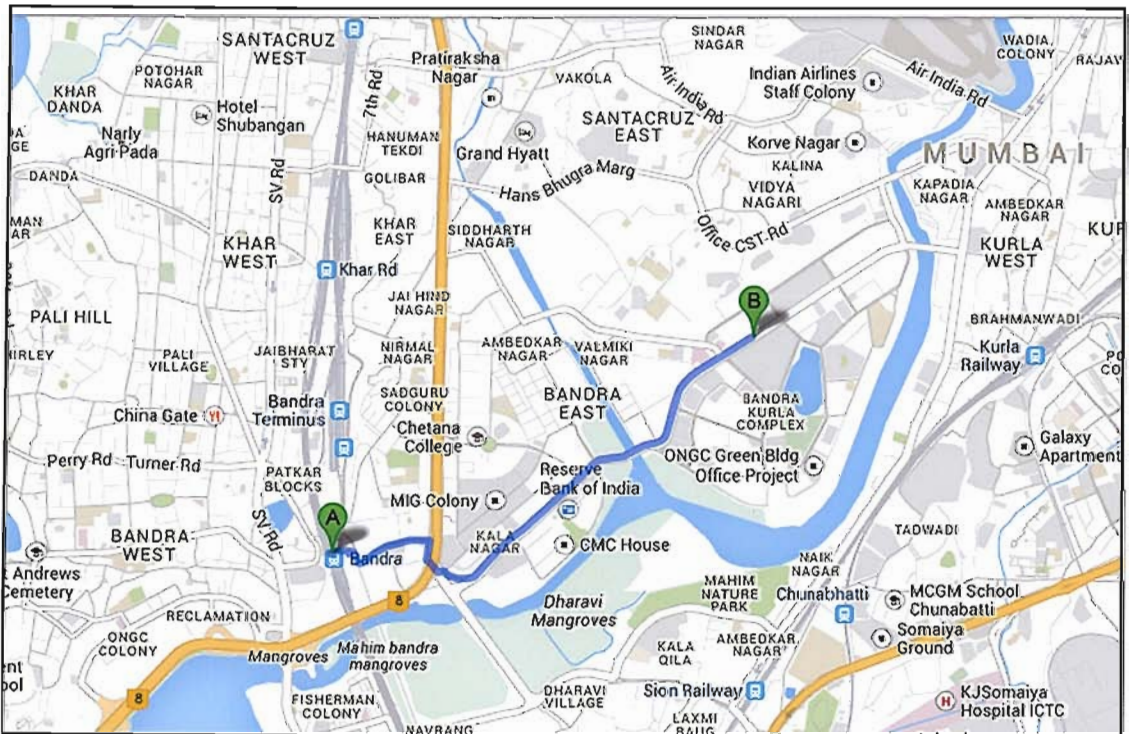 SANTACRUZ
WEST
POTOHAR
NAGAR
KHAR
DANDA
Hotel
Shubangan
Narly
Agri Pada
DANDA
SV Rd
7th Rd
Pratiraksha
Nagar
HANUMAN
TEKDI
GOLIBAR
Grand Hyatt
Hans Bhugra Marg
VAKOLA
SINDAR
NAGAR
Air India Rd
SANTACRUZ
EAST
Indian Airlines
Staff Colony
Air India Rd
WADIA
COLONY
Korve Nagar
KALINA
VIDYA
NAGARI
MUMBAI
KAPADIA
NAGAR
AMBEDKAR
NAGAR
KURLA
WEST
Office CST-Rd
KHAR
EAST
SIDDHARTH
NAGAR
KHAR
WEST
Khar Rd
JAI HIND
NAGAR
B
PALI HILL
PALI
VILLAGE
JAIBHARAT
STY
NIRMAL
NAGAR
AMBEDKAR
NAGAR
VALMIKI
NAGAR
BRAHMANWADI
Kurla
Railway
SADGURU
COLONY
Bandra
Terminus
China Gate
Chetana
College
BANDRA
EAST
BANDRA
KURLA
COMPLEX
Galaxy
Apartment
Perry Rd
Turner Rd
PATKAR
BLOCKS
Reserve
Bank of India
ONGC Green Bldg
Office Project
MIG Colony
SV Rd
A
Bandra
KALA
NAGAR
CMC House
TADWADI
BANDRA
WEST
Andrews
Cemetery
NAIK
NAGAR
Chunabhatti
MCGM School
Chunabatti
Somaiya
Ground
MAHIM
NATURE
PARK
RECLAMATION
8
Dharavi
Mangroves
ONGC
COLONY
Mangroves
Mahim bandra
mangroves
KALA
QILA
AMBEDKAR
NAGAR
8
FISHERMAN
COLONY
DHARAVI
VILLAGE
Sion Railway
KJSomaiya
Hospital ICTC
NAVRANG
LAXMI
BAUG